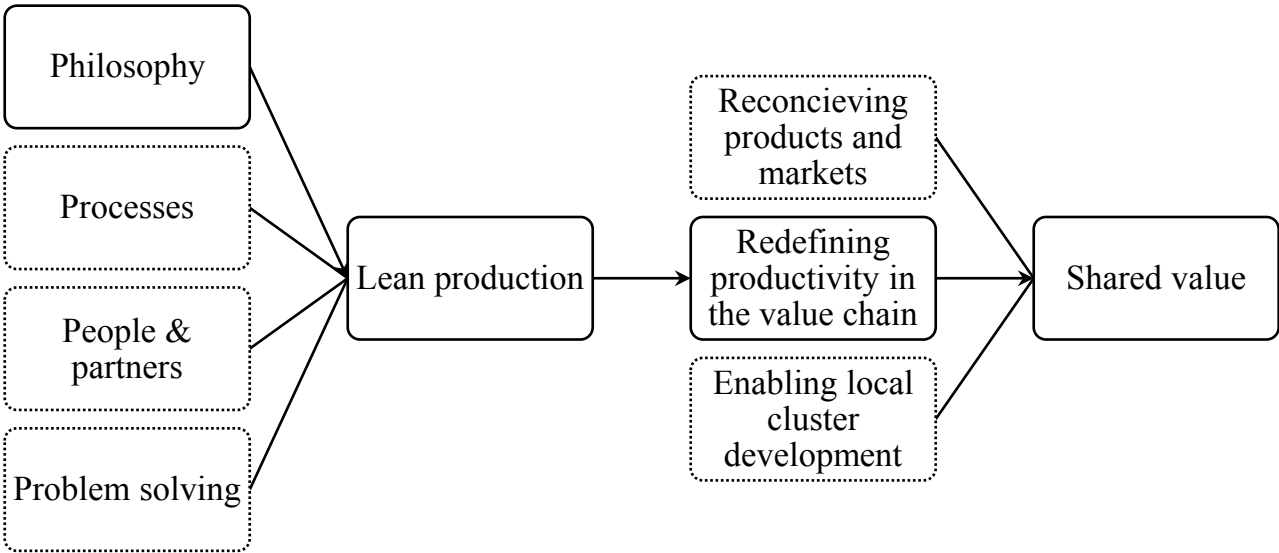 Philosophy
Processes
People &
partners
Problem solving
Lean production
Reconcieving
products and
markets
Redefining
productivity in
the value chain
Enabling local
cluster
development
Shared value